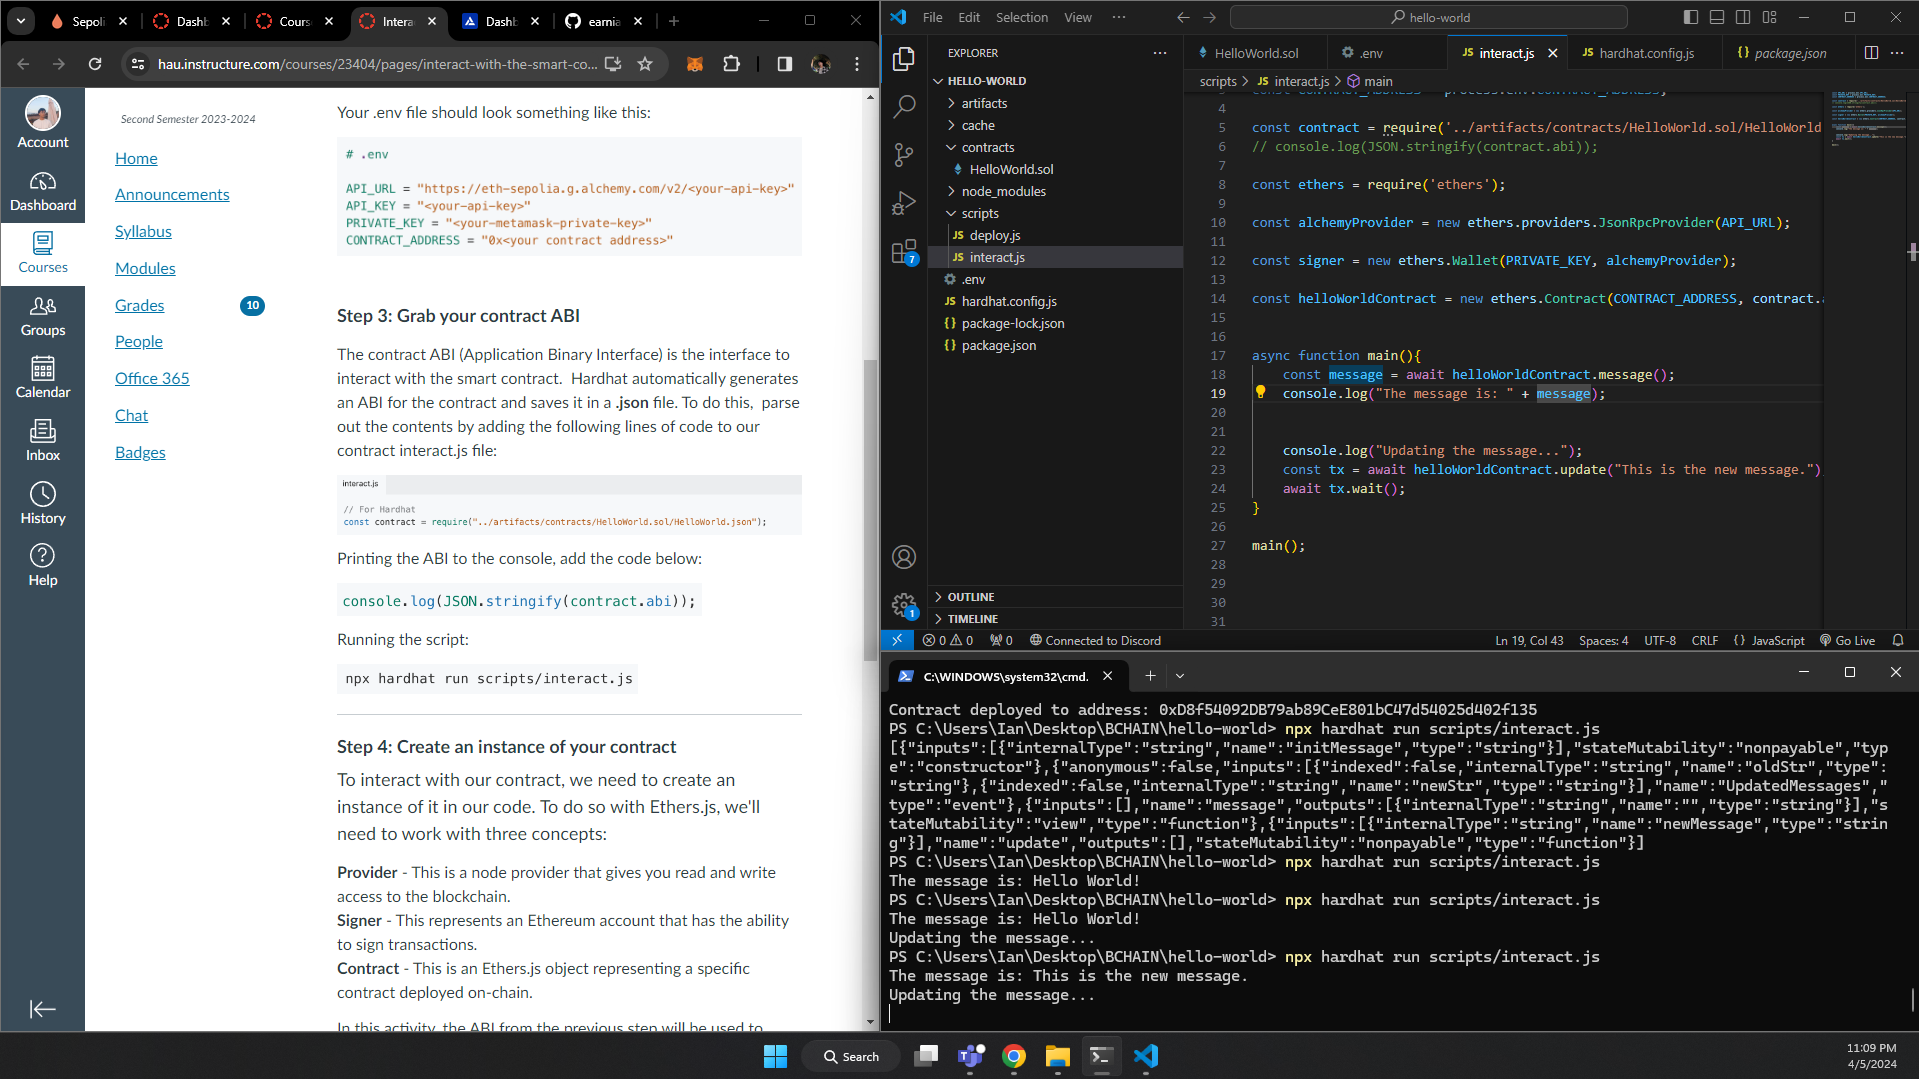 Sepoli
Dashb
Cours
Intera
Dashb
earnia
hau.instructure.com/courses/23404/pages/interact-with-the-smart-co...
Account
Dashboard
Courses
Groups
Calendar
Inbox
History
Help
Second Semester 2023-2024
Home
Announcements
Syllabus
Modules
Grades
10
People
Office 365
Chat
Badges
Your .env file should look something like this:
# .env
API_URL = "https://eth-sepolia.g.alchemy.com/v2/<your-api-key>"
API_KEY = "<your-api-key>"
PRIVATE_KEY = "<your-metamask-private-key>"
CONTRACT_ADDRESS = "0x<your contract address>"
Step 3: Grab your contract ABI
The contract ABI (Application Binary Interface) is the interface to
interact with the smart contract.  Hardhat automatically generates
an ABI for the contract and saves it in a .json file. To do this,  parse
out the contents by adding the following lines of code to our
contract interact.js file:
interact.js
// For Hardhat
const contract = require("../artifacts/contracts/HelloWorld.sol/HelloWorld.json");
Printing the ABI to the console, add the code below:
console.log(JSON.stringify(contract.abi));
Running the script:
npx hardhat run scripts/interact.js
Step 4: Create an instance of your contract
To interact with our contract, we need to create an
instance of it in our code. To do so with Ethers.js, we'll
need to work with three concepts:
Provider - This is a node provider that gives you read and write
access to the blockchain.
Signer - This represents an Ethereum account that has the ability
to sign transactions.
Contract - This is an Ethers.js object representing a specific
contract deployed on-chain.
In this activity, the ABI from the previous step will be used to
File Edit Selection View ...
hello-world
EXPLORER
HELLO-WORLD
artifacts
cache
contracts
HelloWorld.sol
node_modules
scripts
JS deploy.js
JS interact.js
.env
JS hardhat.config.js
{} package-lock.json
{} package.json
OUTLINE
TIMELINE
7
1
HelloWorld.sol
.env
JS interact.js
JS hardhat.config.js
{} package.json
scripts > JS interact.js > main
const CONTRACT_ADDRESS = process.env.CONTRACT_ADDRESS;
4
5 const contract = require('../artifacts/contracts/HelloWorld.sol/HelloWorld
6 // console.log(JSON.stringify(contract.abi));
7
8 const ethers = require('ethers');
9
10 const alchemyProvider = new ethers.providers.JsonRpcProvider(API_URL);
11
12 const signer = new ethers.Wallet(PRIVATE_KEY, alchemyProvider);
13
14 const helloWorldContract = new ethers.Contract(CONTRACT_ADDRESS, contract.a
15
16
17 async function main(){
18 const message = await helloWorldContract.message();
19 console.log("The message is: " + message);
20
21
22 console.log("Updating the message...");
23 const tx = await helloWorldContract.update("This is the new message.")
24 await tx.wait();
25 }
26
27 main();
28
29
30
31
0 0 0 Connected to Discord Ln 19, Col 43 Spaces: 4 UTF-8 CRLF {} JavaScript Go Live
C:\WINDOWS\system32\cmd.
Contract deployed to address: 0xD8f54092DB79ab89CeE801bC47d54025d402f135
PS C:\Users\Ian\Desktop\BCHAIN\hello-world> npx hardhat run scripts/interact.js
[{"inputs":[{"internalType":"string","name":"initMessage","type":"string"}],"stateMutability":"nonpayable","typ
e":"constructor"},{"anonymous":false,"inputs":[{"indexed":false,"internalType":"string","name":"oldStr","type":
"string"},{"indexed":false,"internalType":"string","name":"newStr","type":"string"}],"name":"UpdatedMessages","
type":"event"},{"inputs":[],"name":"message","outputs":[{"internalType":"string","name":"","type":"string"}],"s
tateMutability":"view","type":"function"},{"inputs":[{"internalType":"string","name":"newMessage","type":"strin
g"}],"name":"update","outputs":[],"stateMutability":"nonpayable","type":"function"}]
PS C:\Users\Ian\Desktop\BCHAIN\hello-world> npx hardhat run scripts/interact.js
The message is: Hello World!
PS C:\Users\Ian\Desktop\BCHAIN\hello-world> npx hardhat run scripts/interact.js
The message is: Hello World!
Updating the message...
PS C:\Users\Ian\Desktop\BCHAIN\hello-world> npx hardhat run scripts/interact.js
The message is: This is the new message.
Updating the message...
Search
11:09 PM
4/5/2024